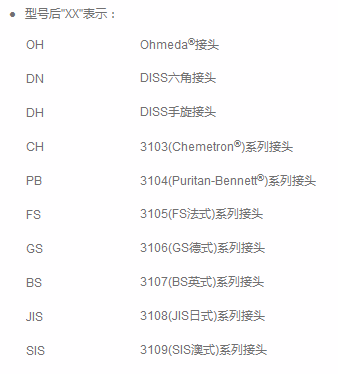 ● 型号后"XX"表示：
OH Ohmeda®接头
DN DISS六角接头
DH DISS手旋接头
CH 3103(Chemetron®)系列接头
PB 3104(Puritan-Bennett®)系列接头
FS 3105(FS法式)系列接头
GS 3106(GS德式)系列接头
BS 3107(BS英式)系列接头
JIS 3108(JIS日式)系列接头
SIS 3109(SIS澳式)系列接头